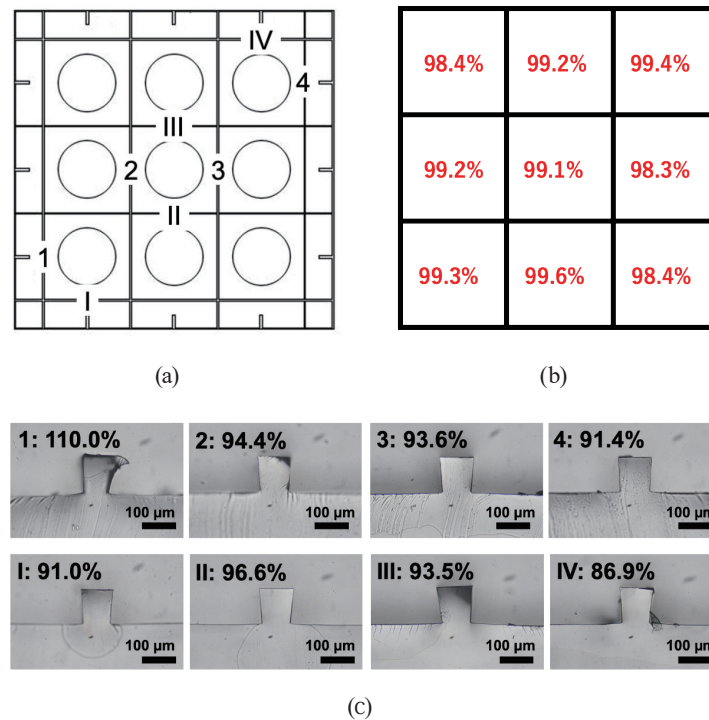 IV
4
III
2
3
II
1
I
98.4% 99.2% 99.4%
99.2% 99.1% 98.3%
99.3% 99.6% 98.4%
(a)
(b)
1: 110.0%
100 µm
2: 94.4%
100 µm
3: 93.6%
100 µm
4: 91.4%
100 µm
I: 91.0%
100 µm
II: 96.6%
100 µm
III: 93.5%
100 µm
IV: 86.9%
100 µm
(c)